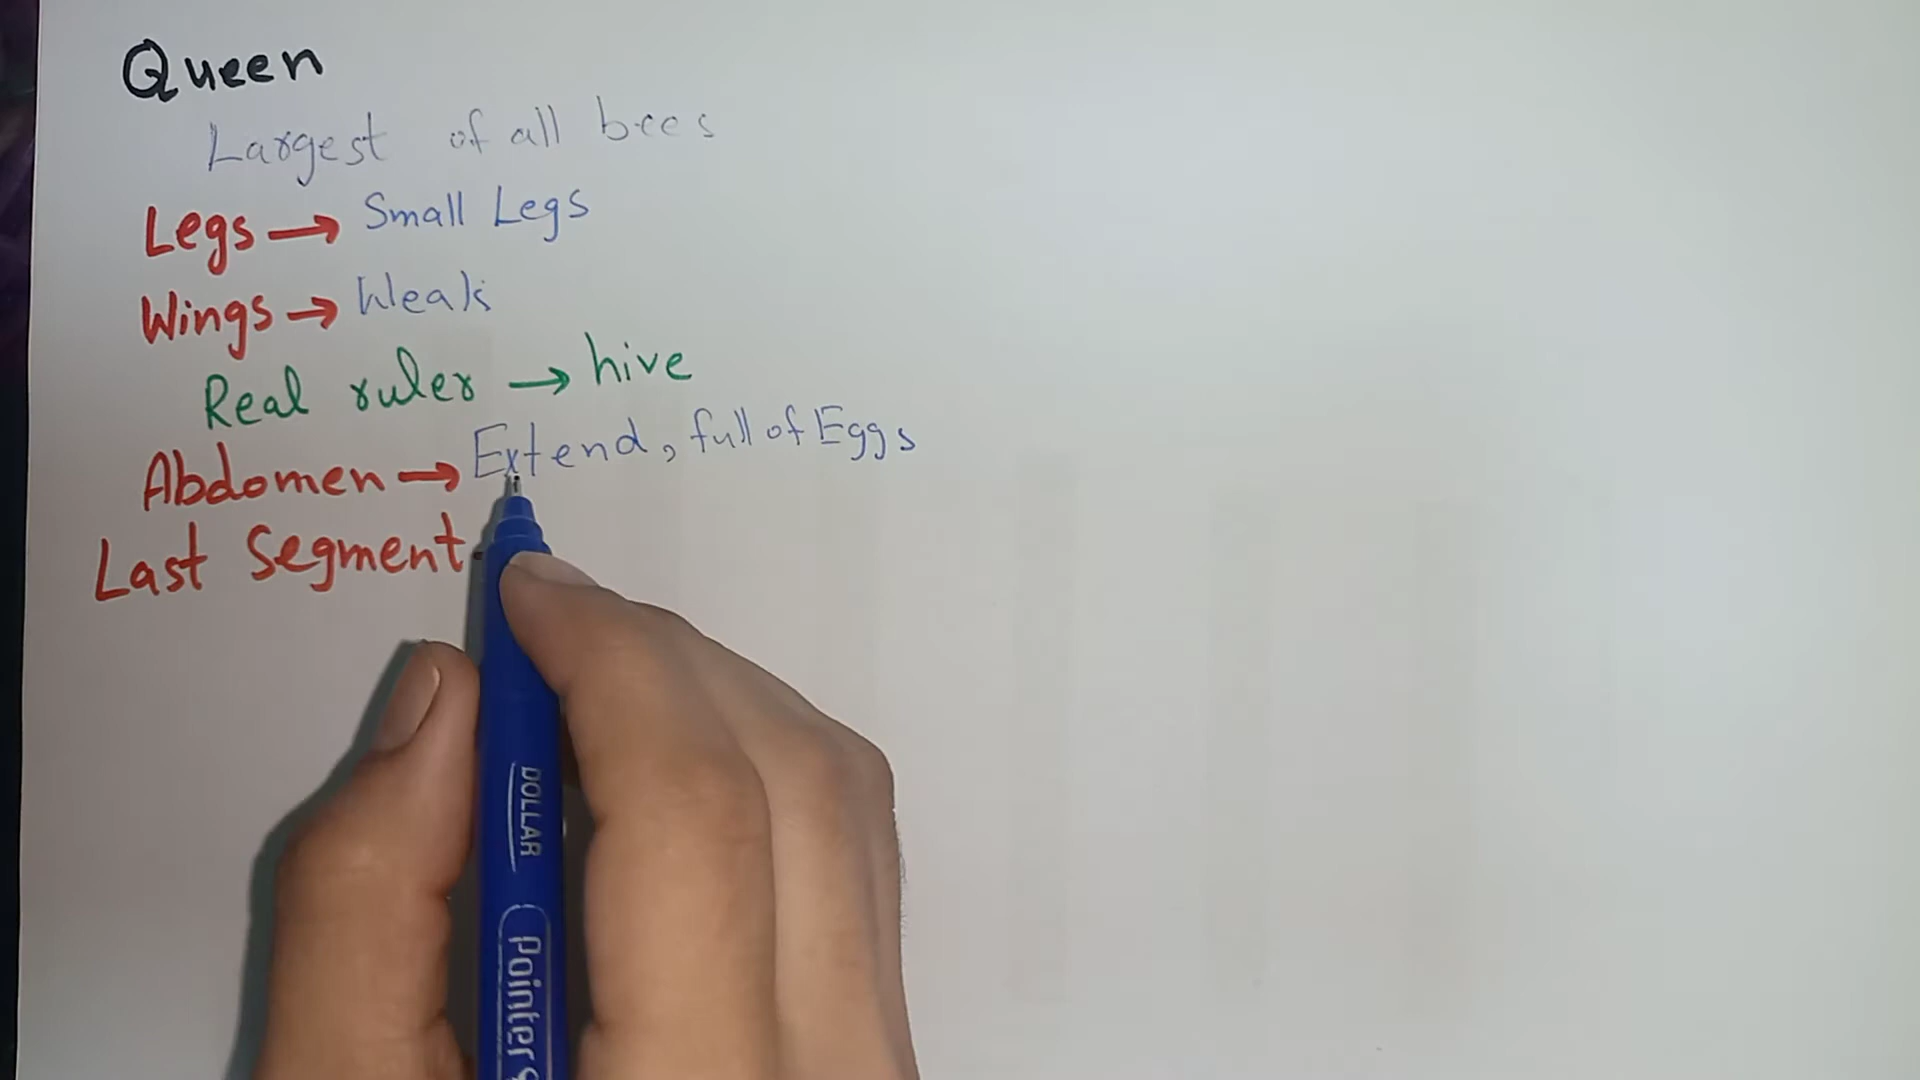 Queen
Largest of all bees
Legs → Small Legs
Wings → Weak
Real ruler → hive
Abdomen → Extend, full of Eggs
Last Segment
DOLLAR
Pointer